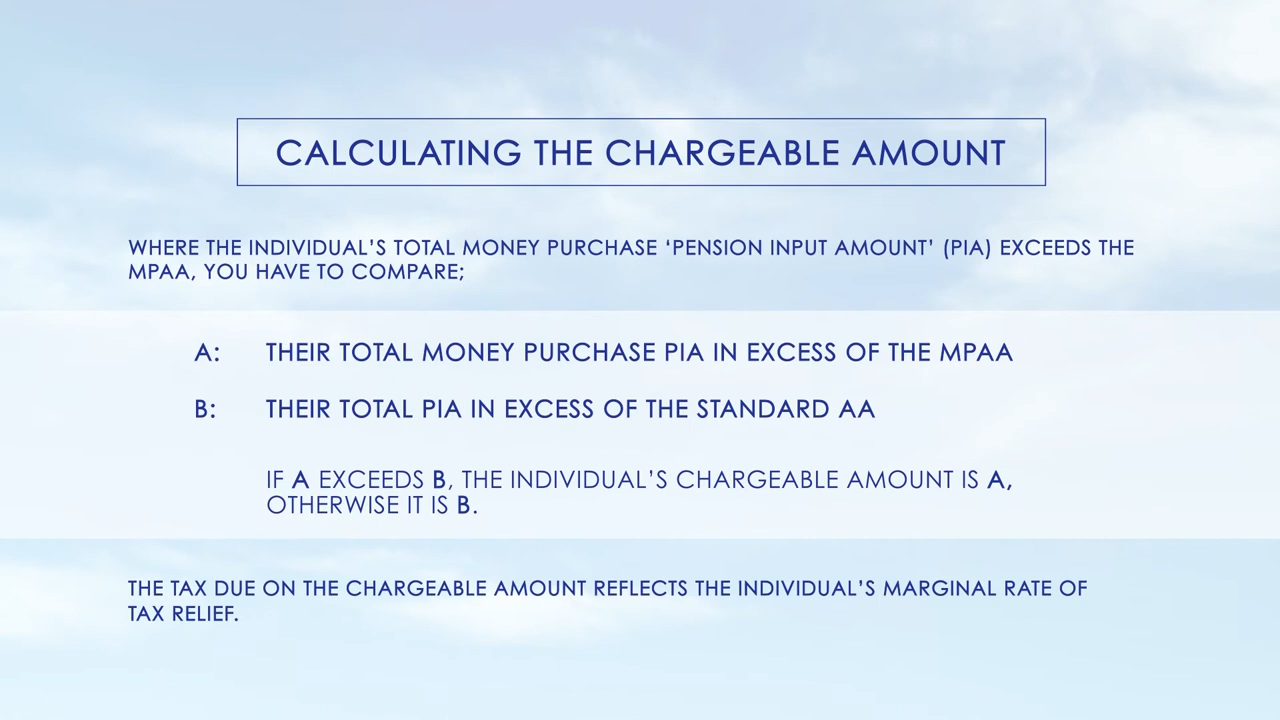 CALCULATING THE CHARGEABLE AMOUNT
WHERE THE INDIVIDUAL’S TOTAL MONEY PURCHASE ‘PENSION INPUT AMOUNT’ (PIA) EXCEEDS THE
MPAA, YOU HAVE TO COMPARE;
A: THEIR TOTAL MONEY PURCHASE PIA IN EXCESS OF THE MPAA
B: THEIR TOTAL PIA IN EXCESS OF THE STANDARD AA
IF A EXCEEDS B, THE INDIVIDUAL’S CHARGEABLE AMOUNT IS A,
OTHERWISE IT IS B.
THE TAX DUE ON THE CHARGEABLE AMOUNT REFLECTS THE INDIVIDUAL’S MARGINAL RATE OF
TAX RELIEF.